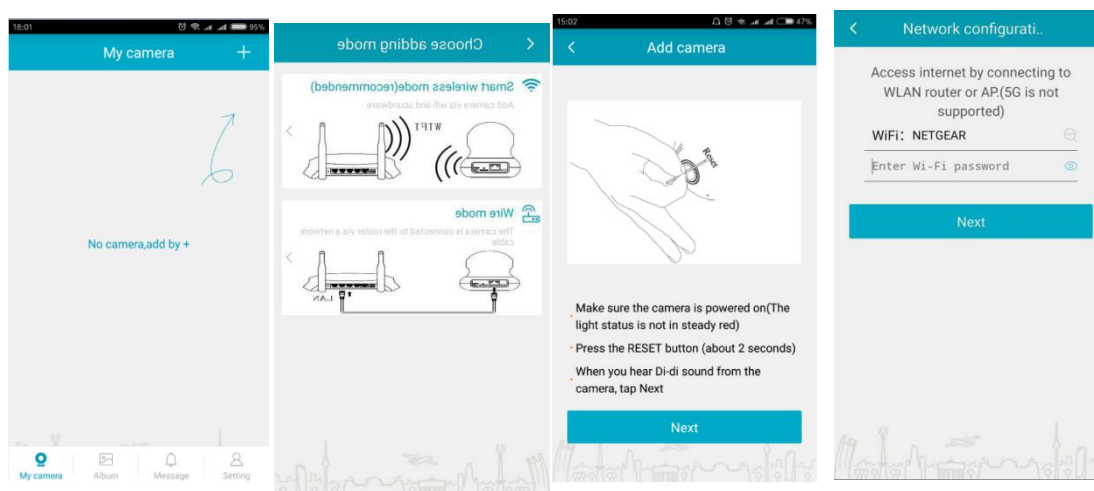 18:01
95%
My camera
+
No camera,add by +
My camera
Album
Message
Setting
Choose adding mode
Smart wireless mode(recommended)
Add camera via wifi and soundwave
WIFI
Wire mode
The camera is connected to the router via a network
cable
LAN
15:02
47%
Add camera
Reset
Make sure the camera is powered on(The
light status is not in steady red)
Press the RESET button (about 2 seconds)
When you hear Di-di sound from the
camera, tap Next
Next
Network configurati..
Access internet by connecting to
WLAN router or AP.(5G is not
supported)
WiFi: NETGEAR
Enter Wi-Fi password
Next